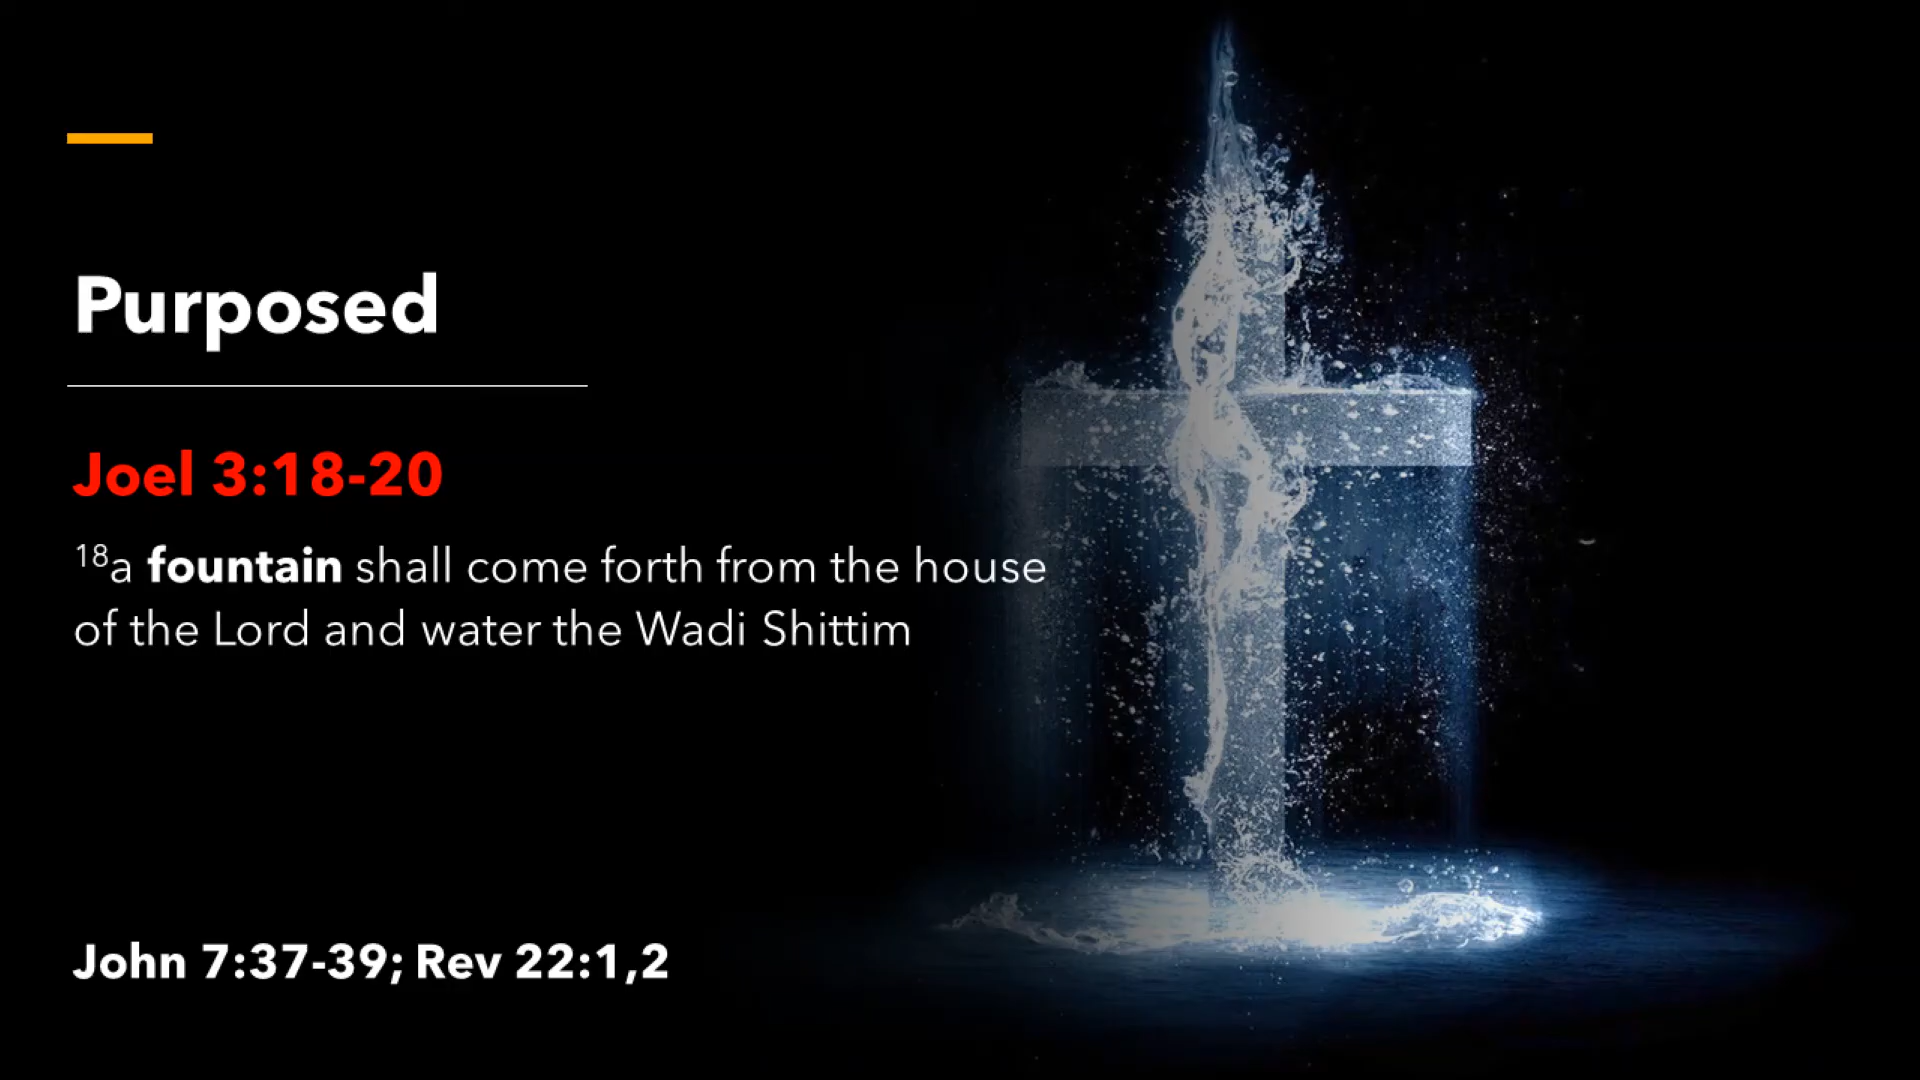 Purposed
Joel 3:18-20
18a fountain shall come forth from the house
of the Lord and water the Wadi Shittim
John 7:37-39; Rev 22:1,2